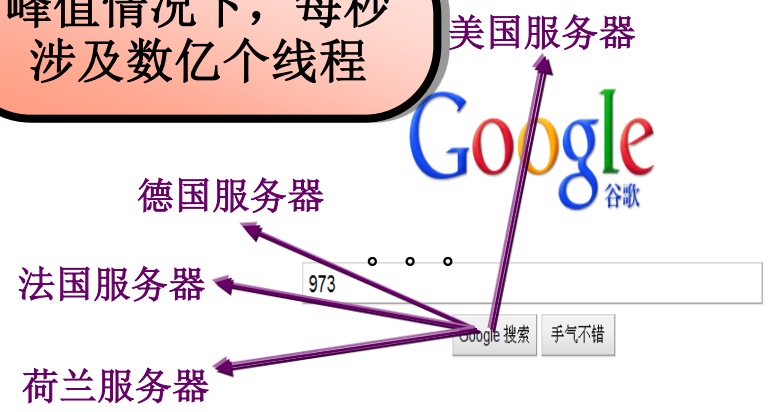 峰值情况下，每秒
涉及数亿个线程
美国服务器
Google
谷歌
德国服务器
法国服务器
973
Google 搜索
手气不错
荷兰服务器